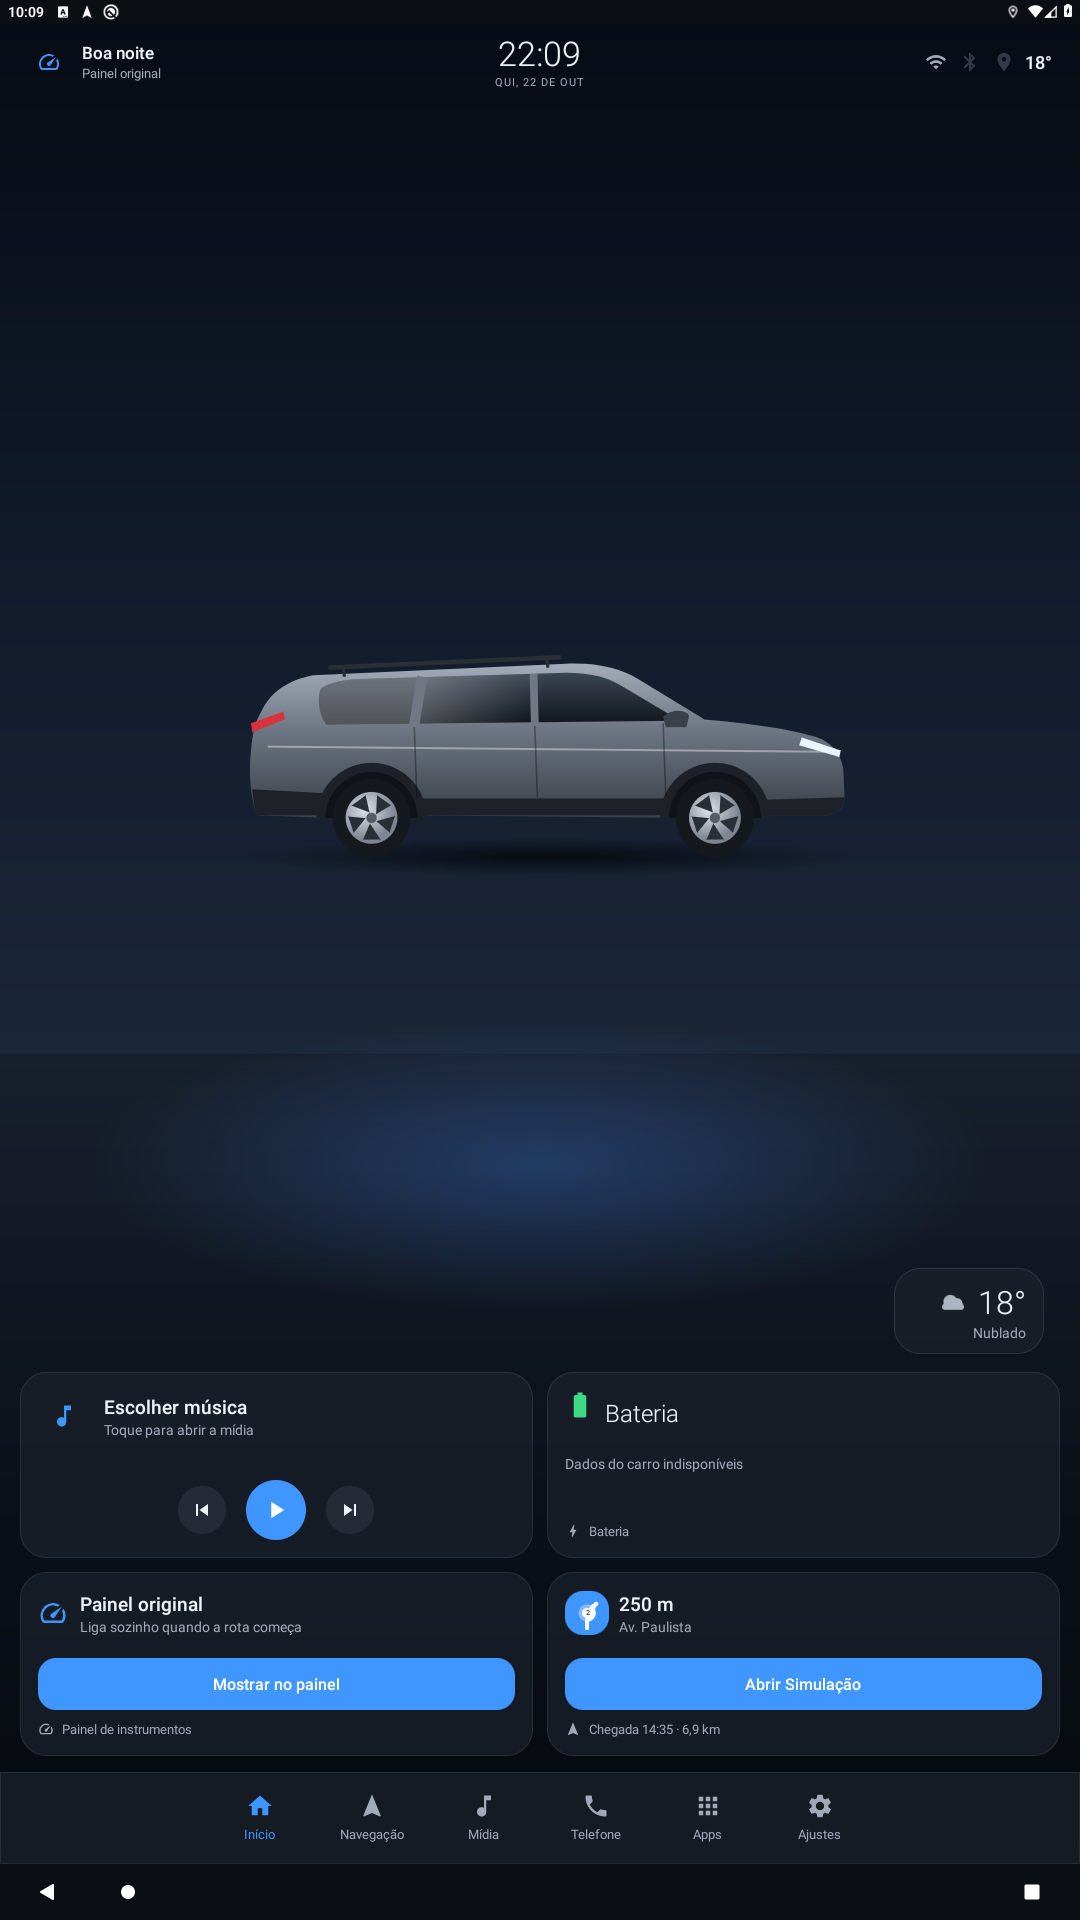 10:09
Boa noite
Painel original
22:09
QUI, 22 DE OUT
18°
18°
Nublado
Escolher música
Toque para abrir a mídia
Bateria
Dados do carro indisponíveis
Bateria
Painel original
Liga sozinho quando a rota começa
Mostrar no painel
Painel de instrumentos
2
250 m
Av. Paulista
Abrir Simulação
Chegada 14:35 · 6,9 km
Início
Navegação
Mídia
Telefone
Apps
Ajustes